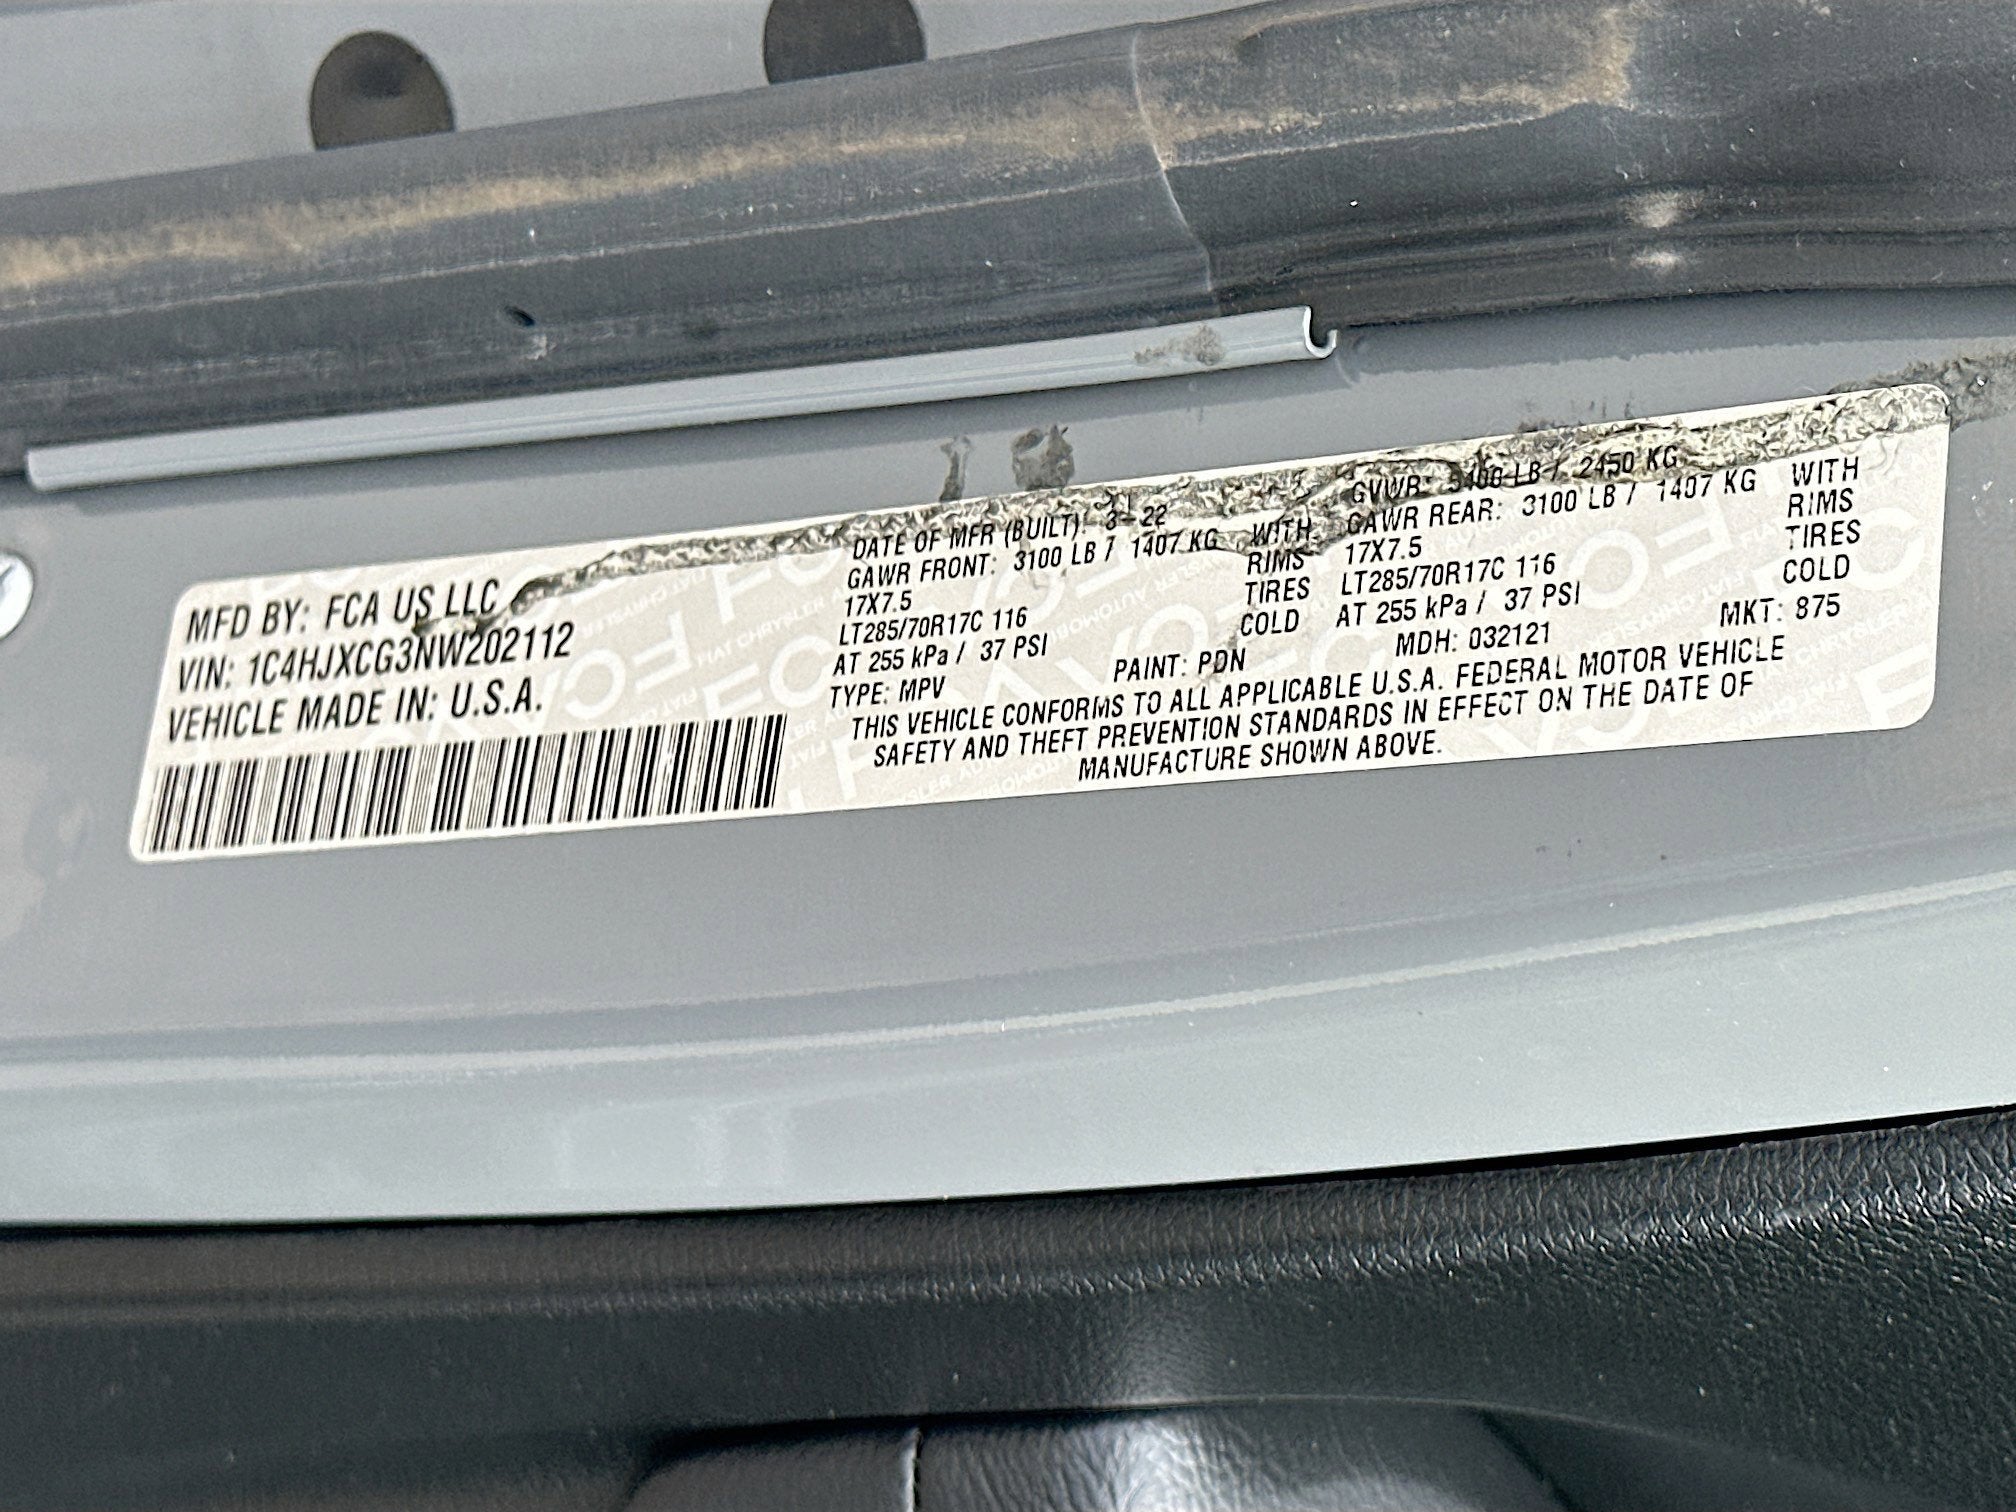 MFD BY: FCA US LLC
VIN: 1C4HJXCG3NW202112
VEHICLE MADE IN: U.S.A.
DATE OF MFR (BUILT): 3-22 GVWR: 5400 LB / 2450 KG
GAWR FRONT: 3100 LB / 1407 KG WITH GAWR REAR: 3100 LB / 1407 KG WITH
17X7.5 RIMS 17X7.5 RIMS
LT285/70R17C 116 TIRES LT285/70R17C 116 TIRES
AT 255 kPa / 37 PSI COLD AT 255 kPa / 37 PSI COLD
TYPE: MPV PAINT: PDN MDH: 032121 MKT: 875
THIS VEHICLE CONFORMS TO ALL APPLICABLE U.S.A. FEDERAL MOTOR VEHICLE
SAFETY AND THEFT PREVENTION STANDARDS IN EFFECT ON THE DATE OF
MANUFACTURE SHOWN ABOVE.